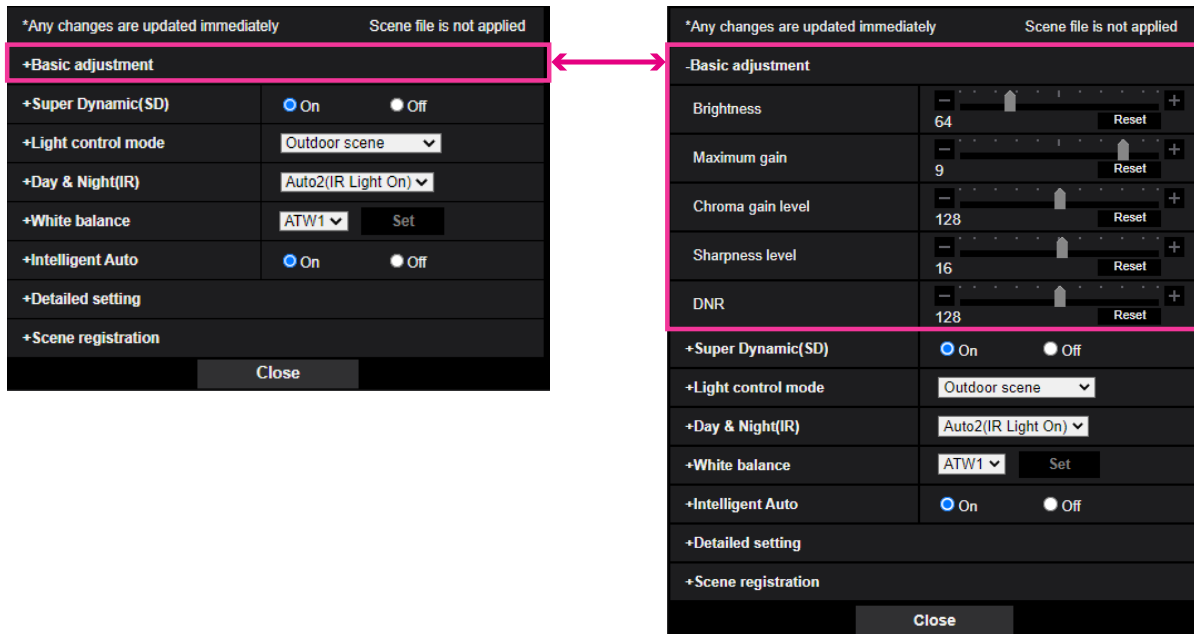 *Any changes are updated immediately Scene file is not applied
+Basic adjustment
+Super Dynamic(SD) On Off
+Light control mode Outdoor scene
+Day & Night(IR) Auto2(IR Light On)
+White balance ATW1 Set
+Intelligent Auto On Off
+Detailed setting
+Scene registration
Close
*Any changes are updated immediately Scene file is not applied
-Basic adjustment
Brightness
64 Reset
Maximum gain
9 Reset
Chroma gain level
128 Reset
Sharpness level
16 Reset
DNR
128 Reset
+Super Dynamic(SD) On Off
+Light control mode Outdoor scene
+Day & Night(IR) Auto2(IR Light On)
+White balance ATW1 Set
+Intelligent Auto On Off
+Detailed setting
+Scene registration
Close